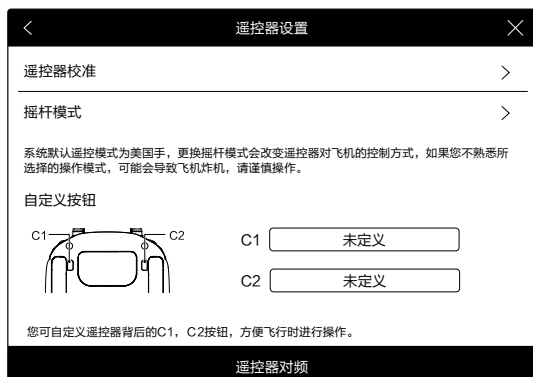 遥控器设置
遥控器校准
摇杆模式
系统默认遥控模式为美国手，更换摇杆模式会改变遥控器对飞机的控制方式，如果您不熟悉所
选择的操作模式，可能会导致飞机炸机，请谨慎操作。
自定义按钮
C1 C2 C1 未定义
C2 未定义
您可自定义遥控器背后的C1，C2按钮，方便飞行时进行操作。
遥控器对频